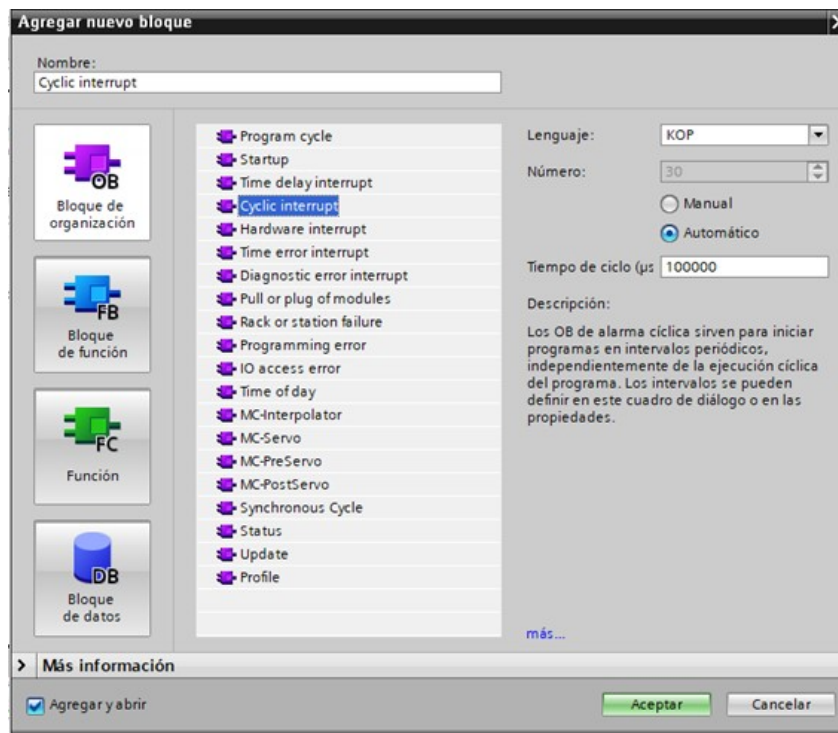 Agregar nuevo bloque
Nombre:
Cyclic interrupt
OB
Bloque de
organización
FB
Bloque
de función
FC
Función
DB
Bloque
de datos
Program cycle
Startup
Time delay interrupt
Cyclic interrupt
Hardware interrupt
Time error interrupt
Diagnostic error interrupt
Pull or plug of modules
Rack or station failure
Programming error
IO access error
Time of day
MC-Interpolator
MC-Servo
MC-PreServo
MC-PostServo
Synchronous Cycle
Status
Update
Profile
Lenguaje: KOP
Número: 30
Manual
Automático
Tiempo de ciclo (µs 100000
Descripción:
Los OB de alarma cíclica sirven para iniciar
programas en intervalos periódicos,
independientemente de la ejecución cíclica
del programa. Los intervalos se pueden
definir en este cuadro de diálogo o en las
propiedades.
más...
> Más información
Agregar y abrir
Aceptar
Cancelar